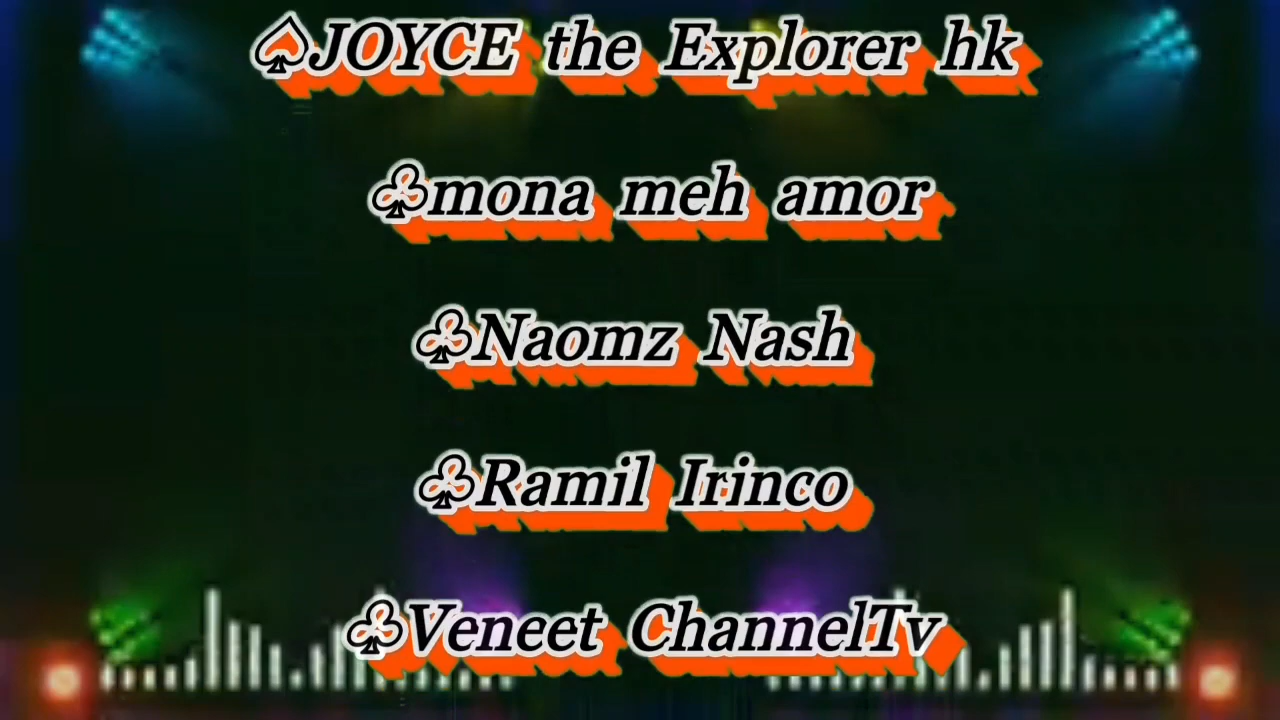 ♤JOYCE the Explorer hk
♧mona meh amor
♧Naomz Nash
♧Ramil Irinco
♧Veneet ChannelTv